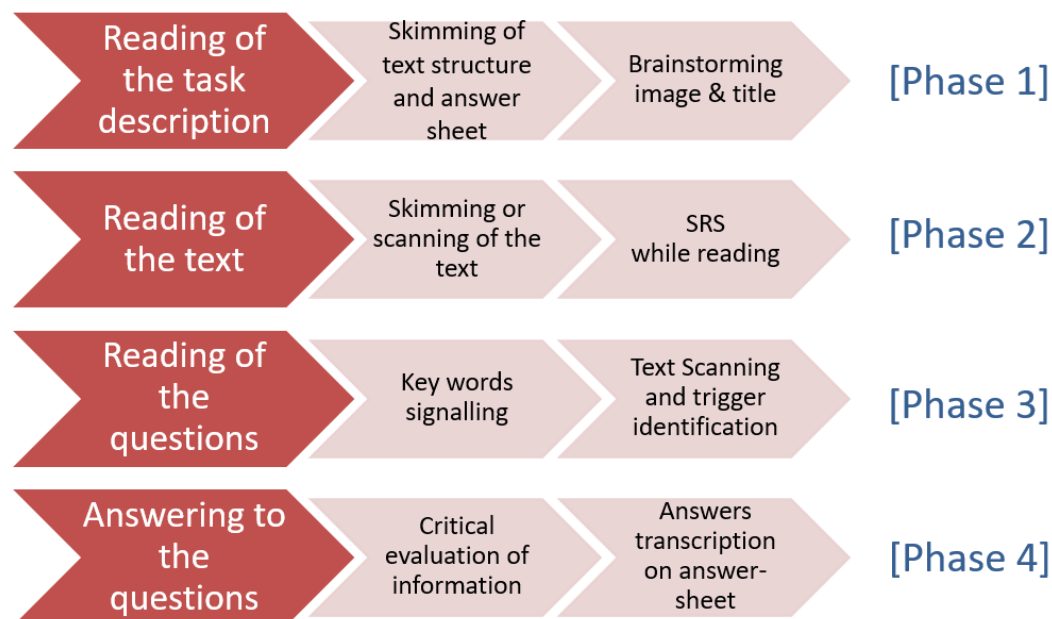 Reading of
the task
description
Skimming of
text structure
and answer
sheet
Brainstorming
image & title
[Phase 1]
Reading of
the text
Skimming or
scanning of the
text
SRS
while reading
[Phase 2]
Reading of
the
questions
Key words
signalling
Text Scanning
and trigger
identification
[Phase 3]
Answering to
the
questions
Critical
evaluation of
information
Answers
transcription
on answer-
sheet
[Phase 4]